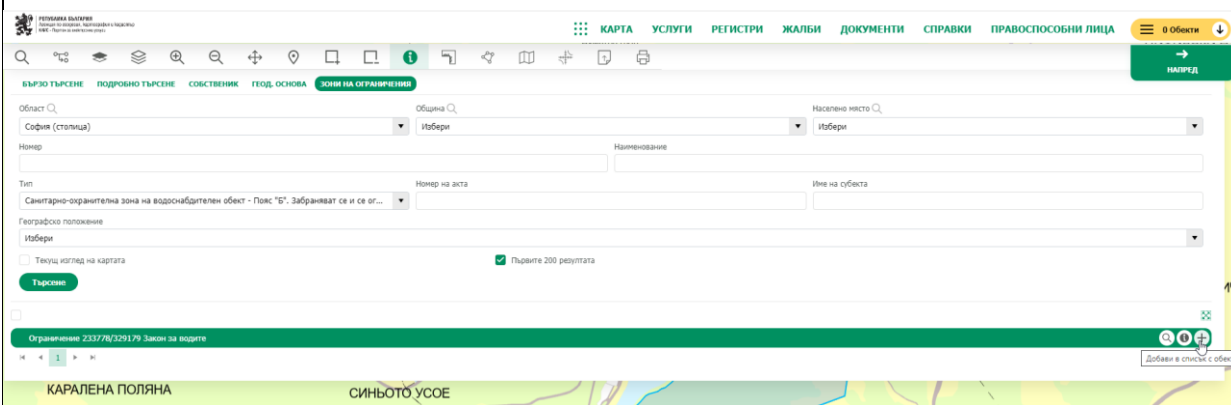 РЕПУБЛИКА БЪЛГАРИЯ
КАРТА УСЛУГИ РЕГИСТРИ ЖАЛБИ ДОКУМЕНТИ СПРАВКИ ПРАВОСПОСОБНИ ЛИЦА 0 Обекти
НАПРЕД
БЪРЗО ТЪРСЕНЕ ПОДРОБНО ТЪРСЕНЕ СОБСТВЕНИК ГЕОД. ОСНОВА ЗОНИ НА ОГРАНИЧЕНИЯ
Област Община Населено място
София (столица) Избери Избери
Номер Наименование
Тип Номер на акта Име на субекта
Санитарно-охранителна зона на водоснабдителен обект - Пояс "Б". Забраняват се и се ог...
Географско положение
Избери
Текущ изглед на картата Първите 200 резултата
Търсене
Ограничение 233778/329179 Закон за водите
1
Добави в списък с обек
КАРАЛЕНА ПОЛЯНА СИНЬОТО УСОЕ